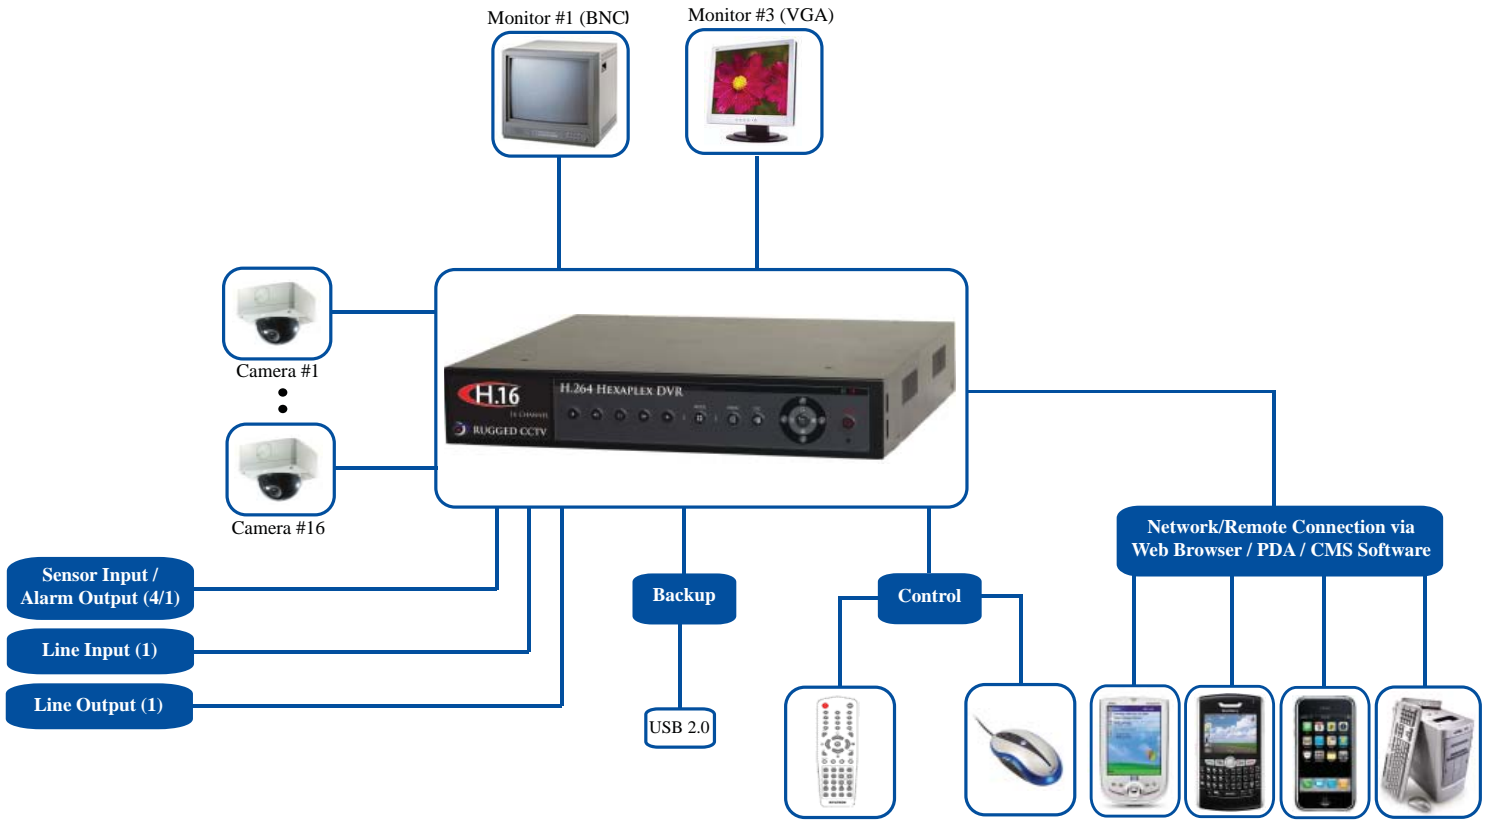 Monitor #1 (BNC)
Monitor #3 (VGA)
Camera #1
Camera #16
H.16
16 CHANNEL
RUGGED CCTV
H.264 HEXAPLEX DVR
Sensor Input /
Alarm Output (4/1)
Line Input (1)
Line Output (1)
Backup
USB 2.0
Control
Network/Remote Connection via
Web Browser / PDA / CMS Software